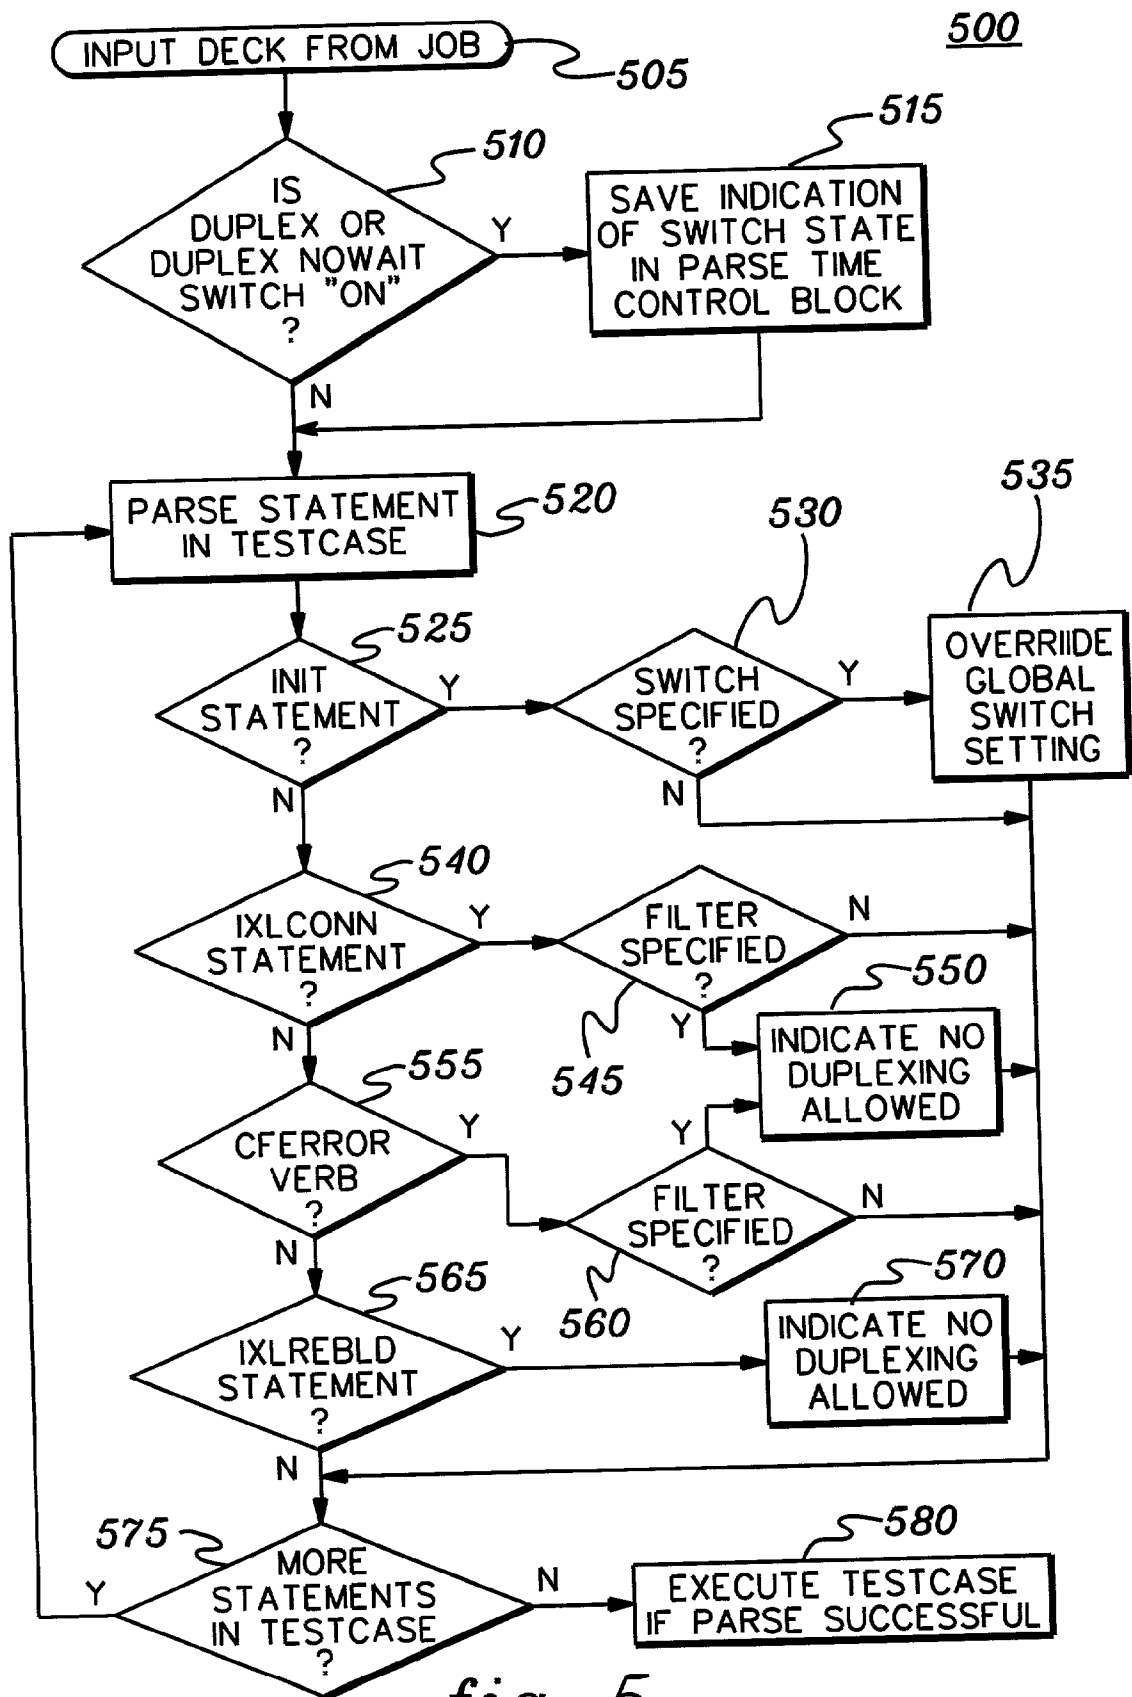 500
INPUT DECK FROM JOB
505
510
515
IS
DUPLEX OR
DUPLEX NOWAIT
SWITCH "ON"
?
Y
SAVE INDICATION
OF SWITCH STATE
IN PARSE TIME
CONTROL BLOCK
N
PARSE STATEMENT
IN TESTCASE
520
530
535
525
INIT
STATEMENT
?
Y
SWITCH
SPECIFIED
?
Y
OVERRIIDE
GLOBAL
SWITCH
SETTING
N
N
540
IXLCONN
STATEMENT
?
Y
FILTER
SPECIFIED
?
N
545
Y
550
INDICATE NO
DUPLEXING
ALLOWED
N
555
CFERROR
VERB
?
Y
Y
FILTER
SPECIFIED
?
N
560
N
565
IXLREBLD
STATEMENT
?
Y
570
INDICATE NO
DUPLEXING
ALLOWED
N
575
MORE
STATEMENTS
IN TESTCASE
?
Y
N
580
EXECUTE TESTCASE
IF PARSE SUCCESSFUL
fig. 5